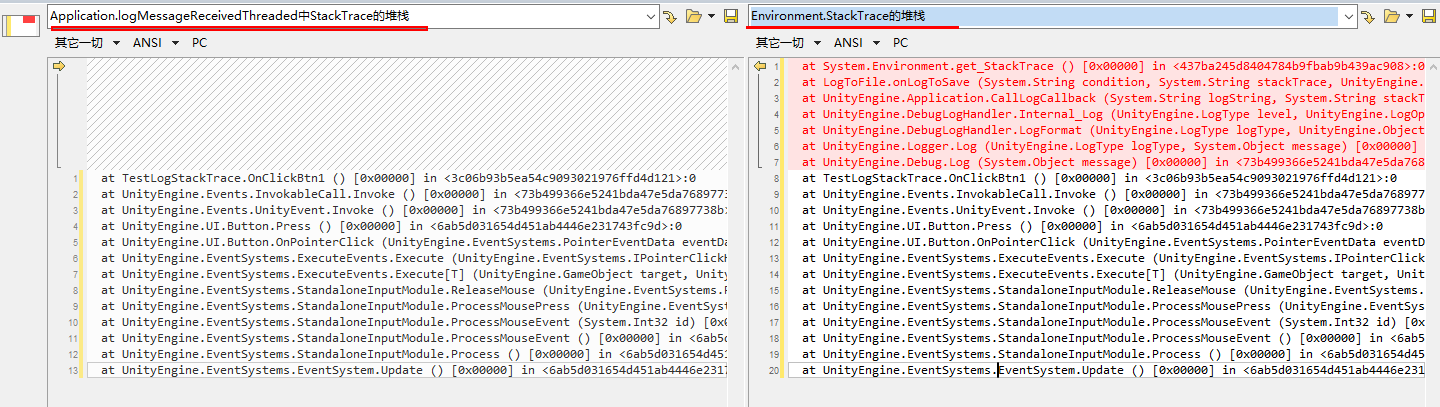 Application.logMessageReceivedThreaded中StackTrace的堆栈
其它一切 ANSI PC
1 at TestLogStackTrace.OnClickBtn1 () [0x00000] in <3c06b93b5ea54c9093021976ffd4d121>:0
2 at UnityEngine.Events.InvokableCall.Invoke () [0x00000] in <73b499366e5241bda47e5da7689773
3 at UnityEngine.Events.UnityEvent.Invoke () [0x00000] in <73b499366e5241bda47e5da76897738b>
4 at UnityEngine.UI.Button.Press () [0x00000] in <6ab5d031654d451ab4446e231743fc9d>:0
5 at UnityEngine.UI.Button.OnPointerClick (UnityEngine.EventSystems.PointerEventData eventDa
6 at UnityEngine.EventSystems.ExecuteEvents.Execute (UnityEngine.EventSystems.IPointerClickH
7 at UnityEngine.EventSystems.ExecuteEvents.Execute[T] (UnityEngine.GameObject target, Unity
8 at UnityEngine.EventSystems.StandaloneInputModule.ReleaseMouse (UnityEngine.EventSystems.P
9 at UnityEngine.EventSystems.StandaloneInputModule.ProcessMousePress (UnityEngine.EventSyst
10 at UnityEngine.EventSystems.StandaloneInputModule.ProcessMouseEvent (System.Int32 id) [0x0
11 at UnityEngine.EventSystems.StandaloneInputModule.ProcessMouseEvent () [0x00000] in <6ab5d
12 at UnityEngine.EventSystems.StandaloneInputModule.Process () [0x00000] in <6ab5d031654d451
13 at UnityEngine.EventSystems.EventSystem.Update () [0x00000] in <6ab5d031654d451ab4446e2317
Environment.StackTrace的堆栈
其它一切 ANSI PC
1 at System.Environment.get_StackTrace () [0x00000] in <437ba245d8404784b9fbab9b439ac908>:0
2 at LogToFile.onLogToSave (System.String condition, System.String stackTrace, UnityEngine.
3 at UnityEngine.Application.CallLogCallback (System.String logString, System.String stackT
4 at UnityEngine.DebugLogHandler.Internal_Log (UnityEngine.LogType level, UnityEngine.LogOp
5 at UnityEngine.DebugLogHandler.LogFormat (UnityEngine.LogType logType, UnityEngine.Object
6 at UnityEngine.Logger.Log (UnityEngine.LogType logType, System.Object message) [0x00000]
7 at UnityEngine.Debug.Log (System.Object message) [0x00000] in <73b499366e5241bda47e5da768
8 at TestLogStackTrace.OnClickBtn1 () [0x00000] in <3c06b93b5ea54c9093021976ffd4d121>:0
9 at UnityEngine.Events.InvokableCall.Invoke () [0x00000] in <73b499366e5241bda47e5da768977
10 at UnityEngine.Events.UnityEvent.Invoke () [0x00000] in <73b499366e5241bda47e5da76897738b
11 at UnityEngine.UI.Button.Press () [0x00000] in <6ab5d031654d451ab4446e231743fc9d>:0
12 at UnityEngine.UI.Button.OnPointerClick (UnityEngine.EventSystems.PointerEventData eventD
13 at UnityEngine.EventSystems.ExecuteEvents.Execute (UnityEngine.EventSystems.IPointerClick
14 at UnityEngine.EventSystems.ExecuteEvents.Execute[T] (UnityEngine.GameObject target, Unit
15 at UnityEngine.EventSystems.StandaloneInputModule.ReleaseMouse (UnityEngine.EventSystems.
16 at UnityEngine.EventSystems.StandaloneInputModule.ProcessMousePress (UnityEngine.EventSys
17 at UnityEngine.EventSystems.StandaloneInputModule.ProcessMouseEvent (System.Int32 id) [0x
18 at UnityEngine.EventSystems.StandaloneInputModule.ProcessMouseEvent () [0x00000] in <6ab5
19 at UnityEngine.EventSystems.StandaloneInputModule.Process () [0x00000] in <6ab5d031654d45
20 at UnityEngine.EventSystems.EventSystem.Update () [0x00000] in <6ab5d031654d451ab4446e231